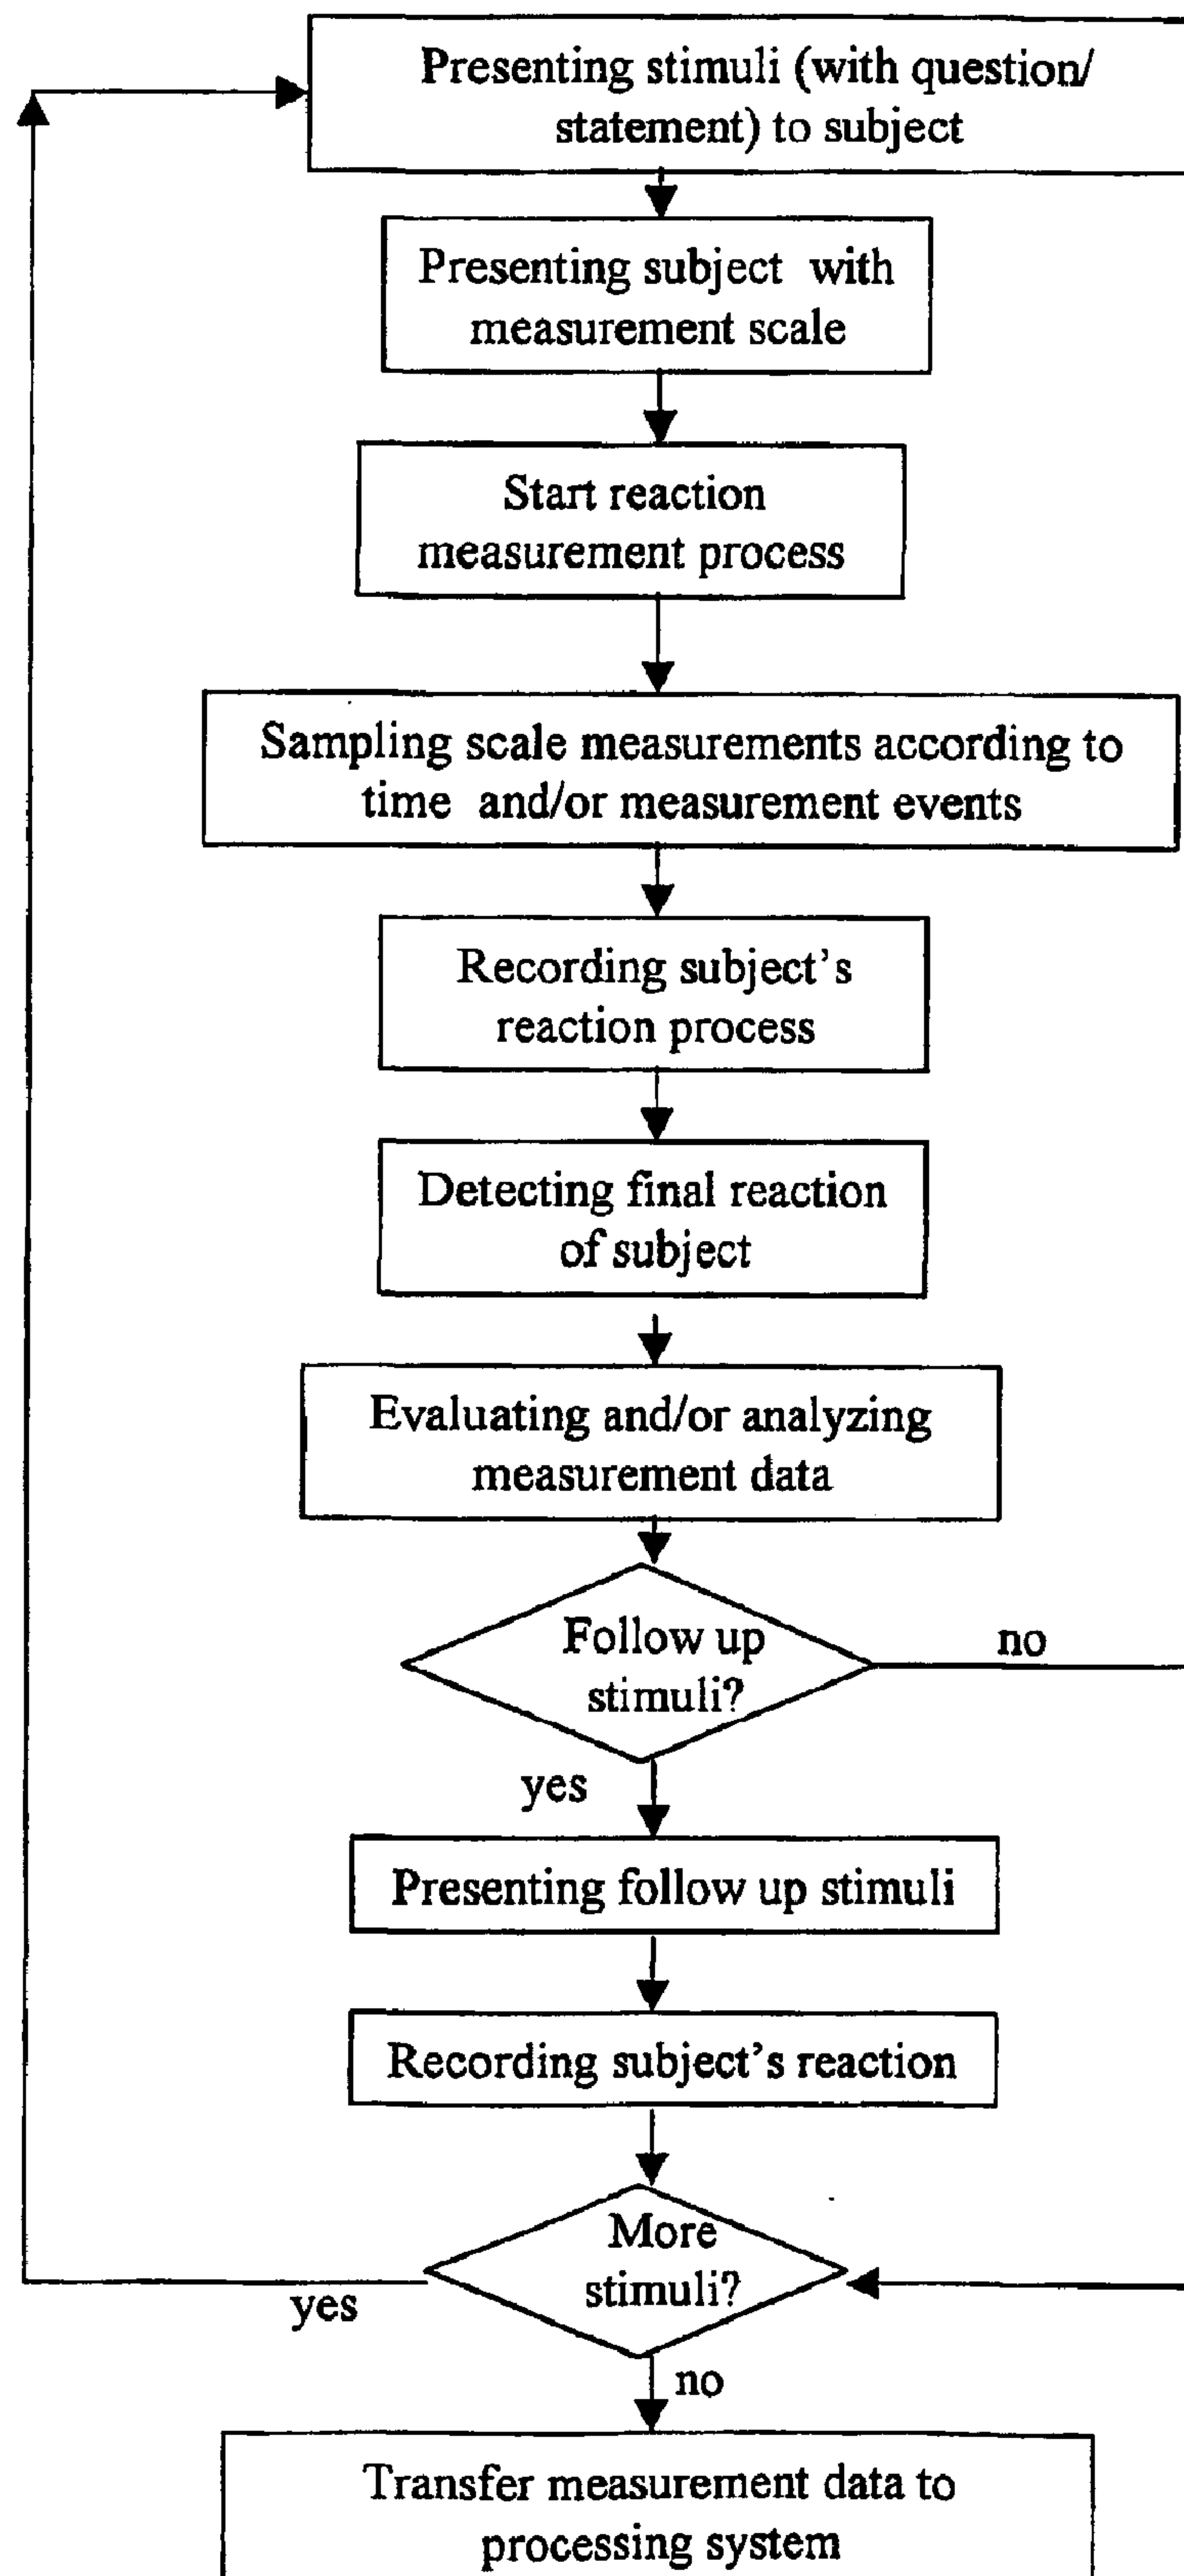 Presenting stimuli (with question/
statement) to subject
Presenting subject with
measurement scale
Start reaction
measurement process
Sampling scale measurements according to
time and/or measurement events
Recording subject's
reaction process
Detecting final reaction
of subject
Evaluating and/or analyzing
measurement data
Follow up
stimuli?
no
yes
Presenting follow up stimuli
Recording subject's reaction
More
stimuli?
yes
no
Transfer measurement data to
processing system